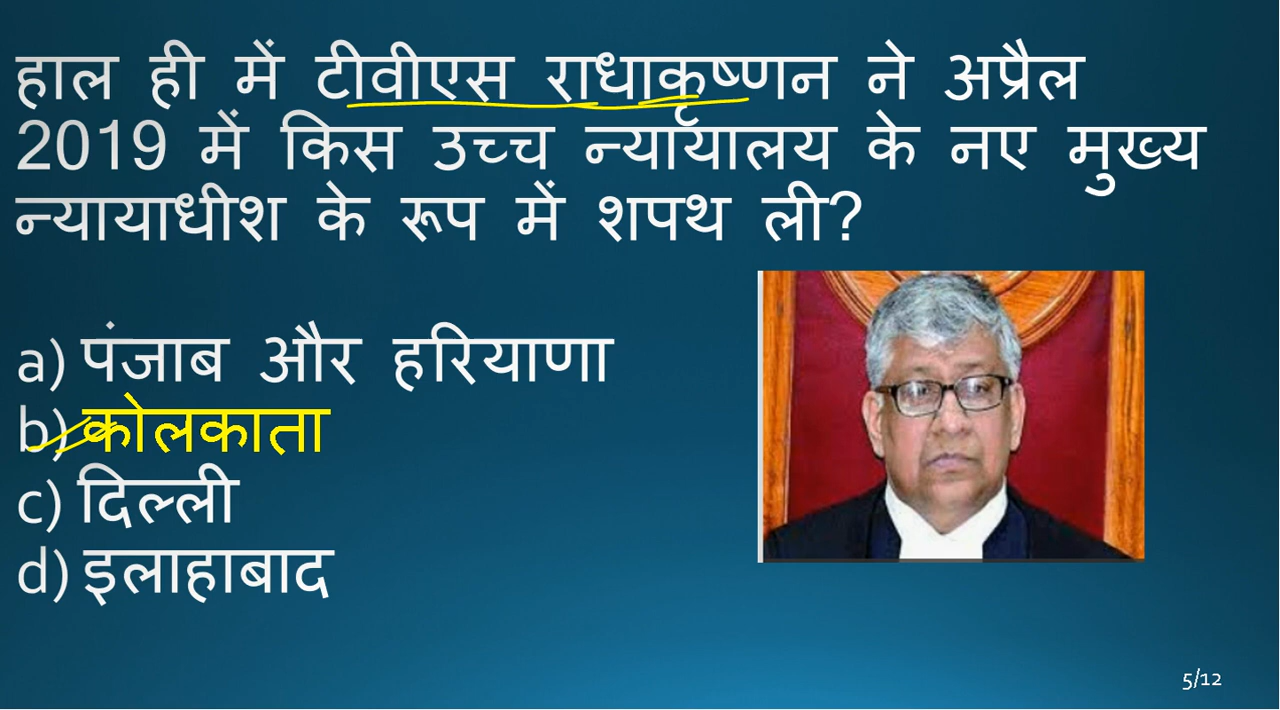 हाल ही में टीवीएस राधाकृष्णन ने अप्रैल
2019 में किस उच्च न्यायालय के नए मुख्य
न्यायाधीश के रूप में शपथ ली?
a) पंजाब और हरियाणा
b) कोलकाता
c) दिल्ली
d) इलाहाबाद
5/12